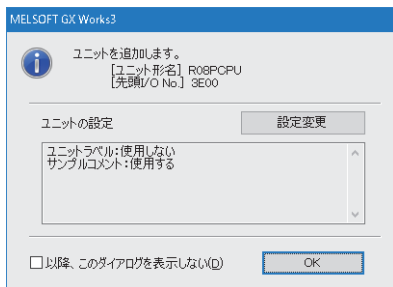 MELSOFT GX Works3
ユニットを追加します。
[ユニット形名] R08PCPU
[先頭I/O No.] 3E00
ユニットの設定
設定変更
ユニットラベル:使用しない
サンプルコメント:使用する
以降、このダイアログを表示しない(D)
OK